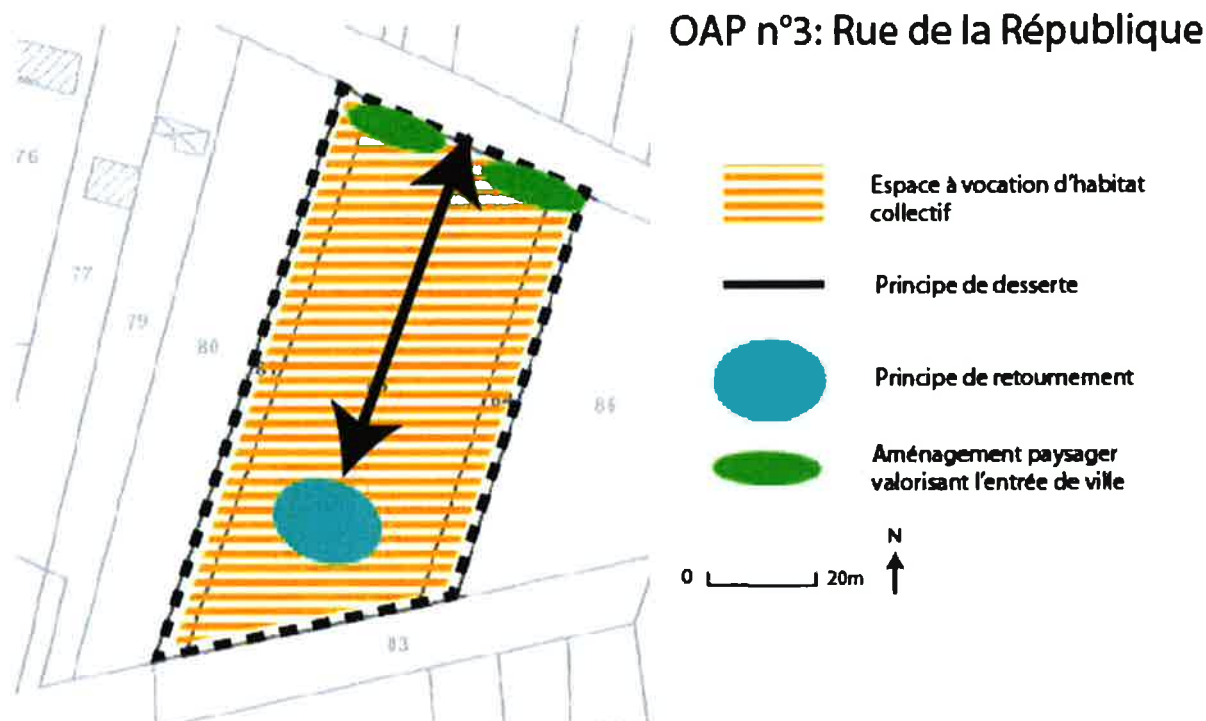 OAP n°3: Rue de la République
Espace à vocation d'habitat
collectif
Principe de desserte
Principe de retournement
Aménagement paysager
valorisant l'entrée de ville
N
0 20m
76
77
79
80
86
83